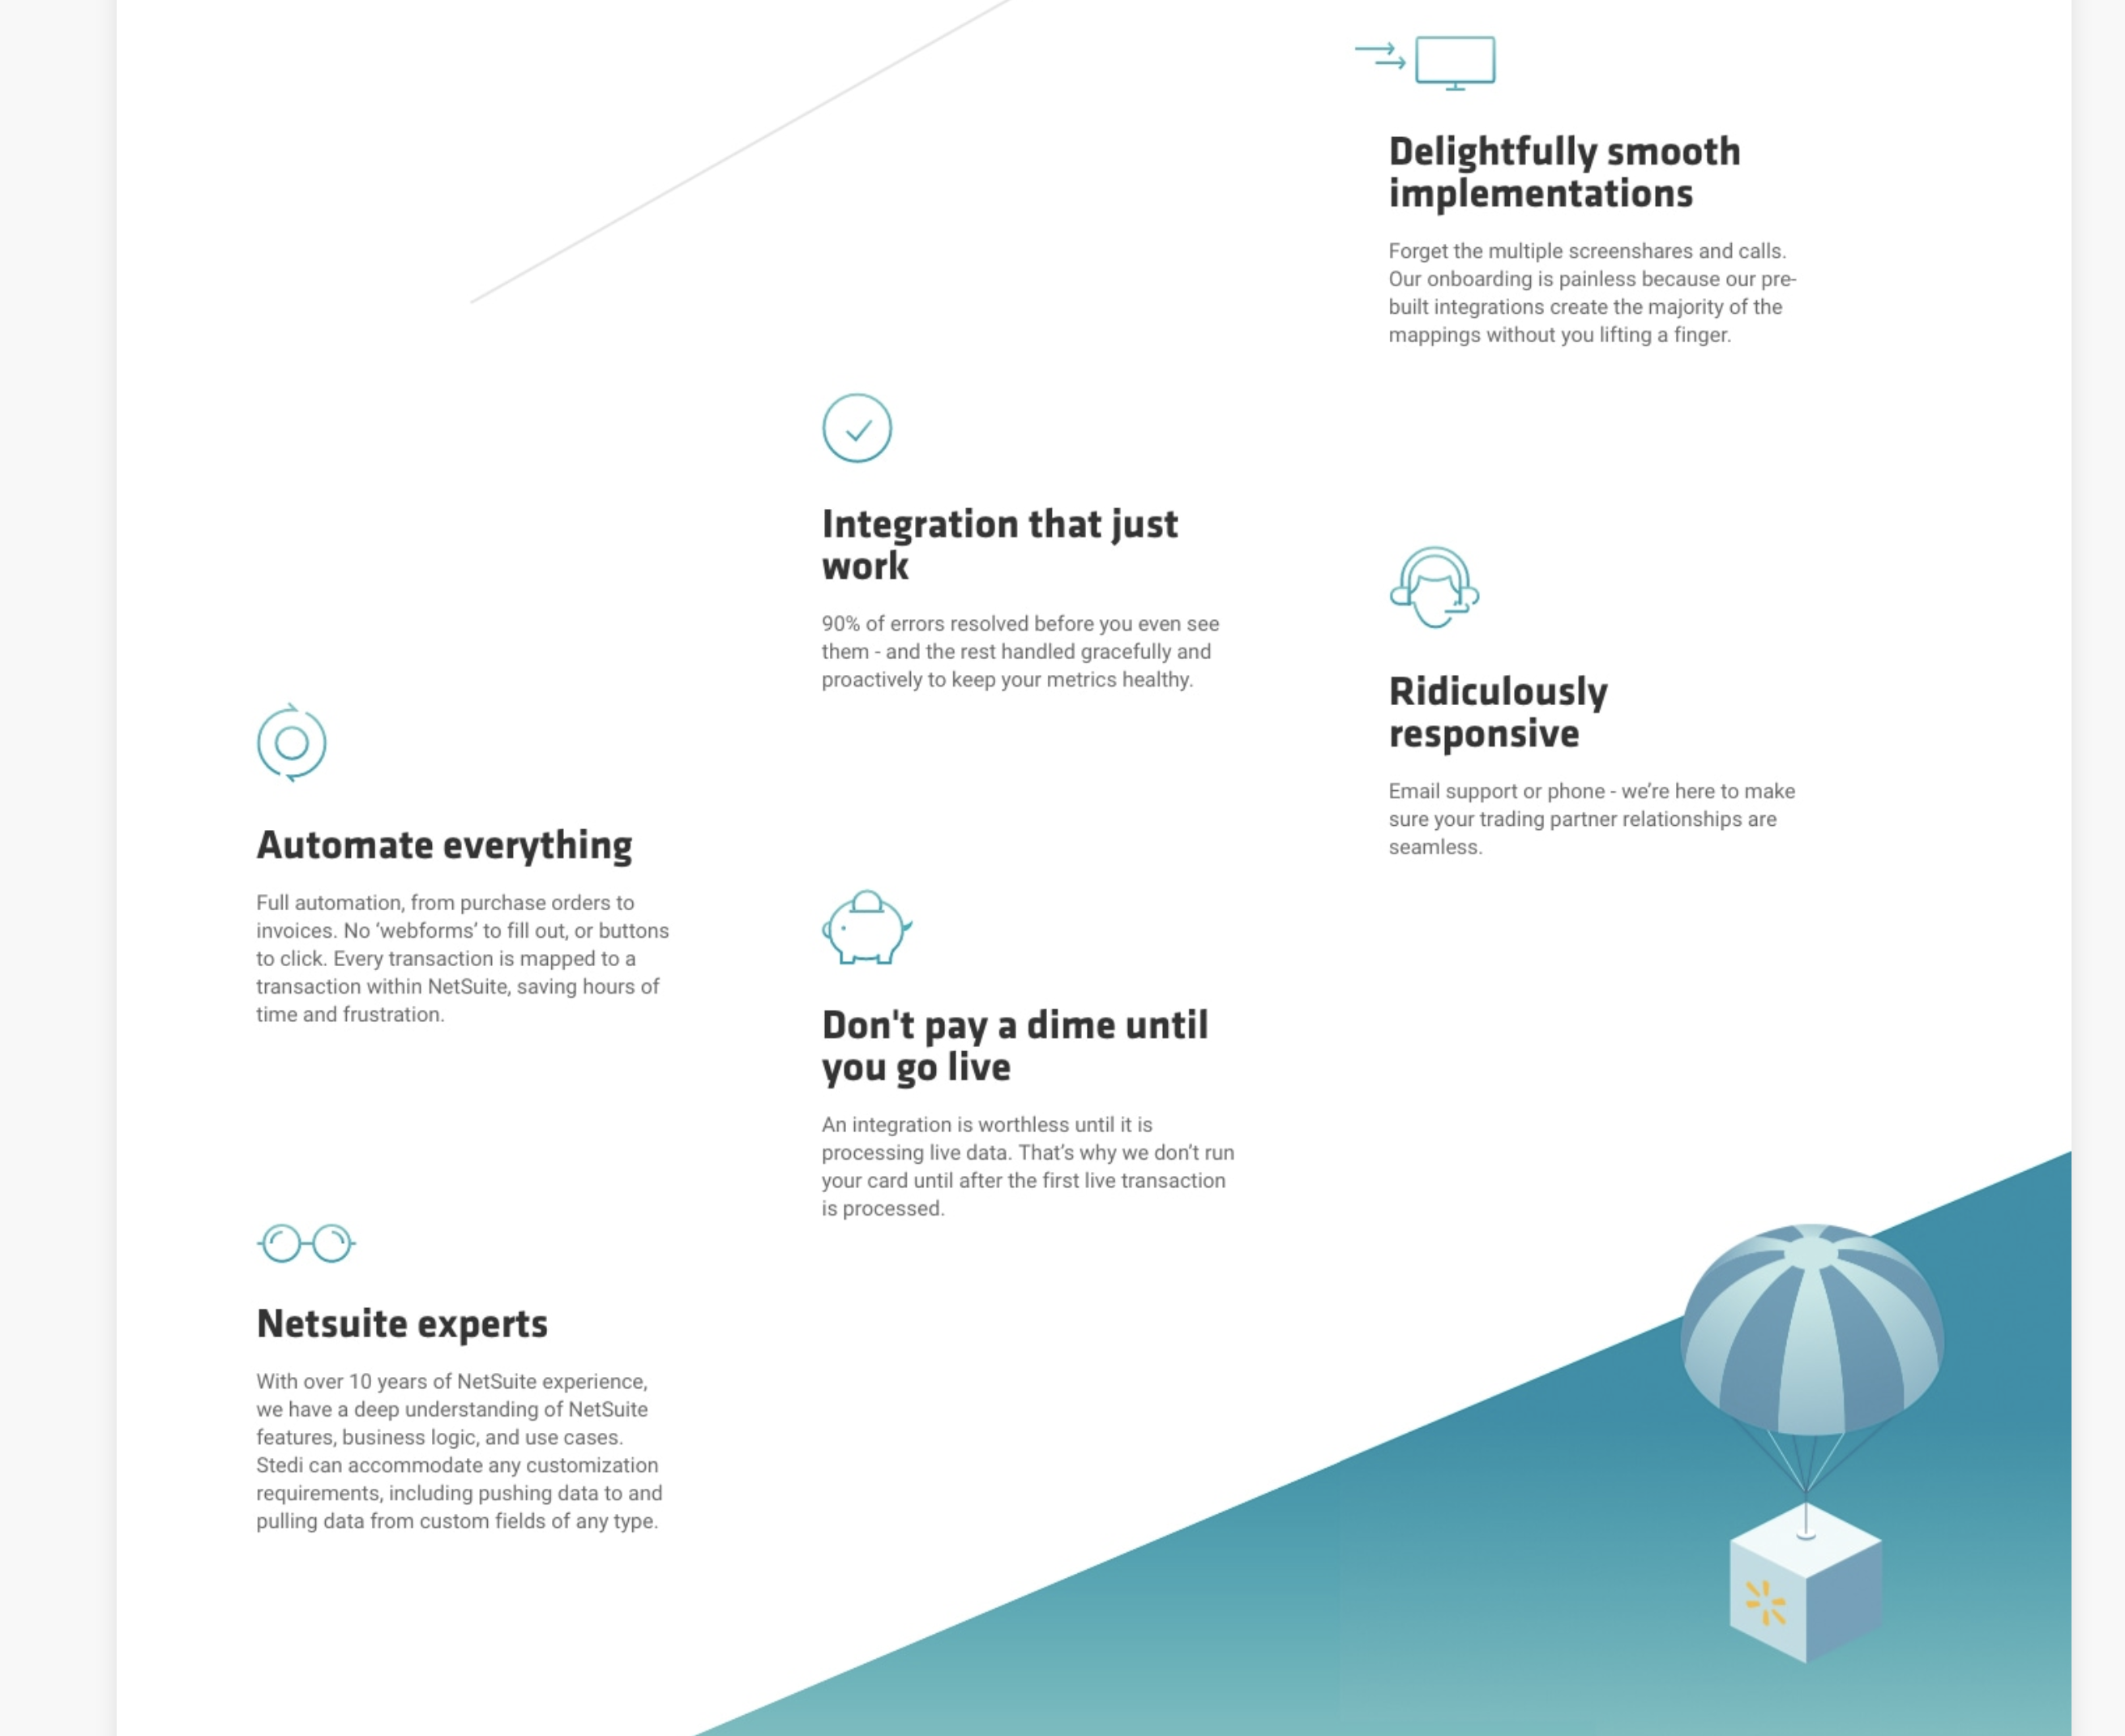 Delightfully smooth
implementations
Forget the multiple screenshares and calls.
Our onboarding is painless because our pre-
built integrations create the majority of the
mappings without you lifting a finger.
Integration that just
work
90% of errors resolved before you even see
them - and the rest handled gracefully and
proactively to keep your metrics healthy.
Ridiculously
responsive
Email support or phone - we’re here to make
sure your trading partner relationships are
seamless.
Automate everything
Full automation, from purchase orders to
invoices. No ‘webforms’ to fill out, or buttons
to click. Every transaction is mapped to a
transaction within NetSuite, saving hours of
time and frustration.
Don't pay a dime until
you go live
An integration is worthless until it is
processing live data. That’s why we don’t run
your card until after the first live transaction
is processed.
Netsuite experts
With over 10 years of NetSuite experience,
we have a deep understanding of NetSuite
features, business logic, and use cases.
Stedi can accommodate any customization
requirements, including pushing data to and
pulling data from custom fields of any type.